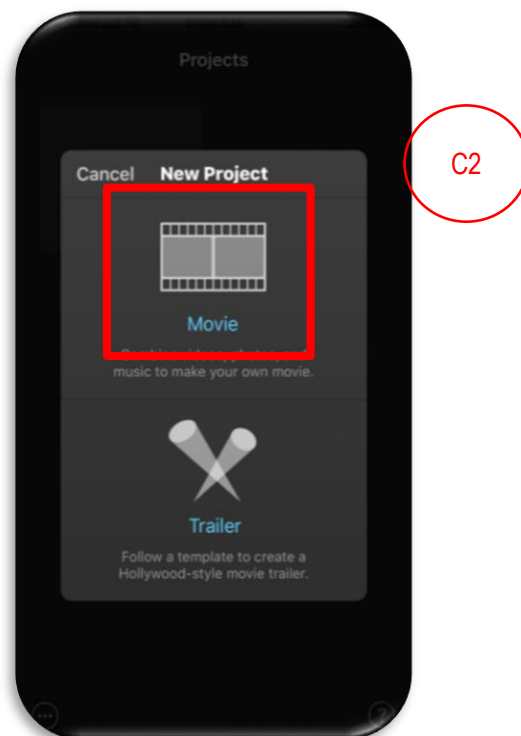 Projects
C2
Cancel New Project
Movie
music to make your own movie.
Trailer
Follow a template to create a
Hollywood-style movie trailer.
?